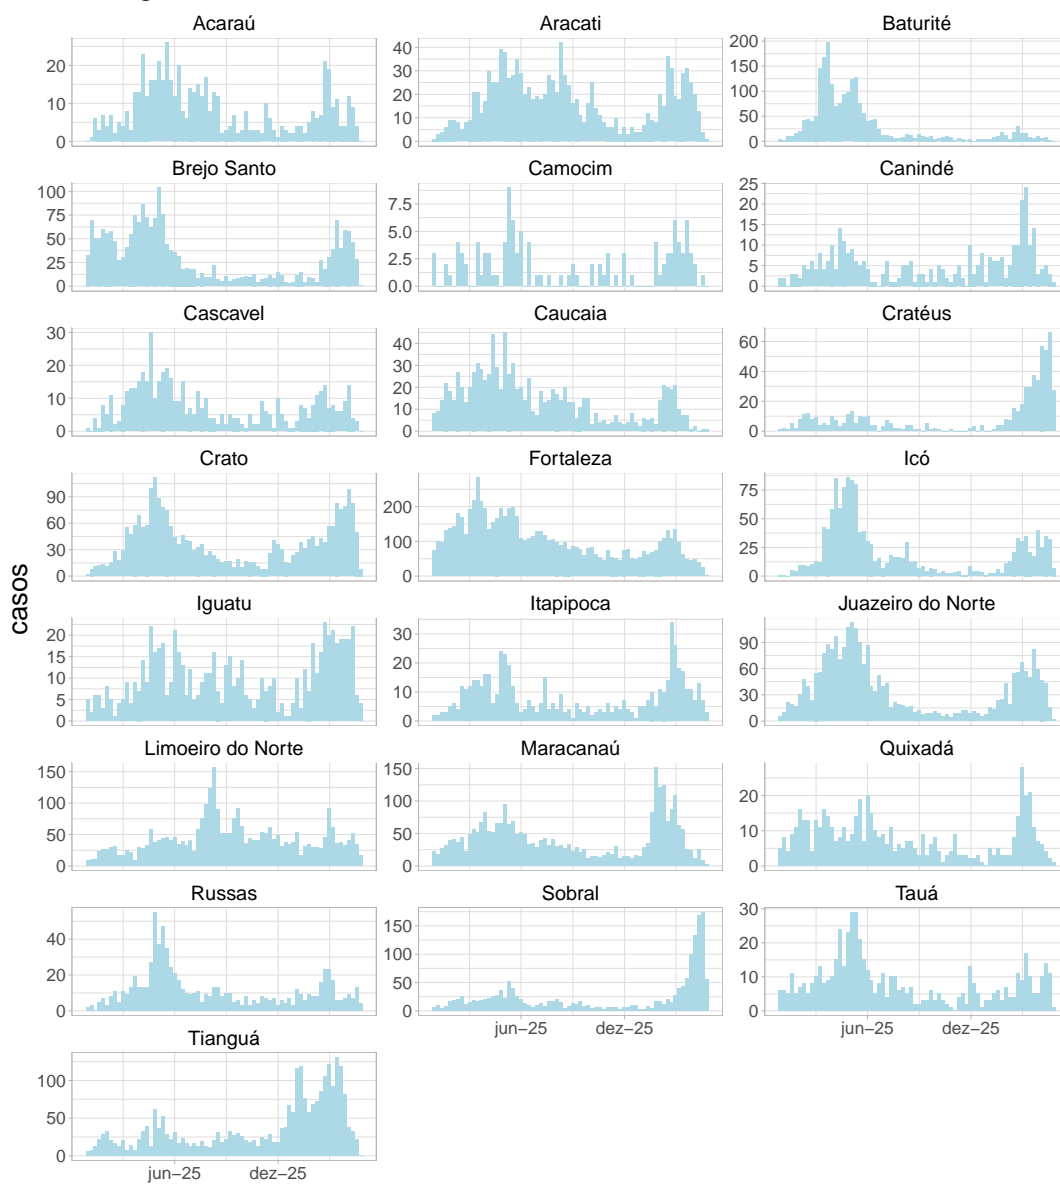 Acaraú Aracati Baturité
20 40 200
10 30 150
0 20 100
10 50
0 0
Brejo Santo Camocim Canindé
100 7.5 25
75 5.0 20
50 2.5 15
25 0.0 10
0 5
0
Cascavel Caucaia Cratéus
30 40 60
20 30 40
10 20 20
0 10 0
0
Crato Fortaleza Icó
90 200 75
60 100 50
30 0 25
0 0
casos
Iguatu Itapipoca Juazeiro do Norte
20 30 90
15 20 60
10 10 30
5 0 0
0
Limoeiro do Norte Maracanaú Quixadá
150 150 20
100 100 10
50 50 0
0 0
Russas Sobral Tauá
40 150 30
20 100 20
0 50 10
0 0
jun–25 dez–25 jun–25 dez–25
Tianguá
100
50
0
jun–25 dez–25